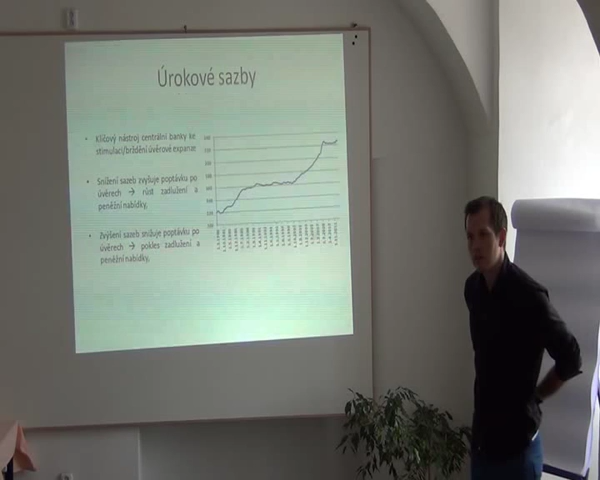 Úrokové sazby
• Klíčový nástroj centrální banky ke
stimulaci/brždění úvěrové expanze
• Snížení sazeb zvyšuje poptávku po
úvěrech → růst zadlužení a
peněžní nabídky,
• Zvýšení sazeb snižuje poptávku po
úvěrech → pokles zadlužení a
peněžní nabídky,